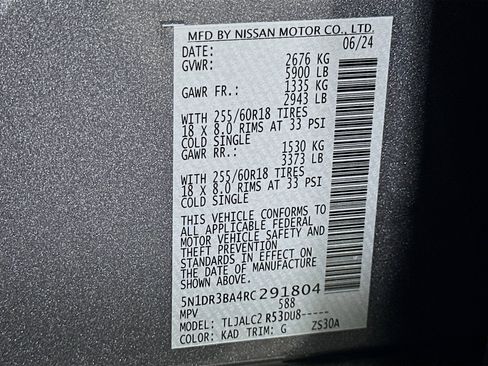 MFD BY NISSAN MOTOR CO., LTD.
DATE: 06/24
GVWR: 2676 KG
5900 LB
GAWR FR.: 1335 KG
2943 LB
WITH 255/60R18 TIRES
18 X 8.0 RIMS AT 33 PSI
COLD SINGLE
GAWR RR.: 1530 KG
3373 LB
WITH 255/60R18 TIRES
18 X 8.0 RIMS AT 33 PSI
COLD SINGLE
THIS VEHICLE CONFORMS TO
ALL APPLICABLE FEDERAL
MOTOR VEHICLE SAFETY AND
THEFT PREVENTION
STANDARDS IN EFFECT ON
THE DATE OF MANUFACTURE
SHOWN ABOVE.
5N1DR3BA4RC291804
MPV 588
MODEL: TLJALC2 R53DU8-----
COLOR: KAD TRIM: G ZS30A